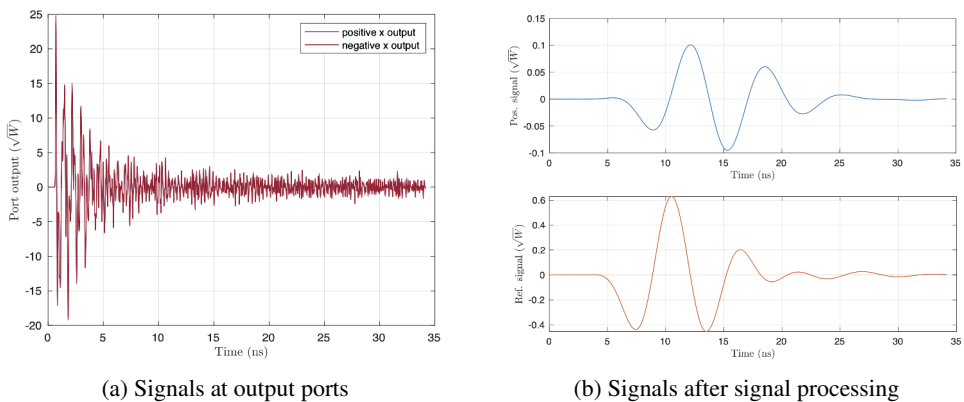 25
20
15
10
5
0
-5
-10
-15
-20
0 5 10 15 20 25 30 35
Port output (√W)
Time (ns)
positive x output
negative x output
(a) Signals at output ports
0.1
0.05
0
-0.05
-0.1
0 5 10 15 20 25 30 35
Pos. signal (√W)
Time (ns)
0.6
0.4
0.2
0
-0.2
-0.4
0 5 10 15 20 25 30 35
Ref. signal (√W)
Time (ns)
(b) Signals after signal processing